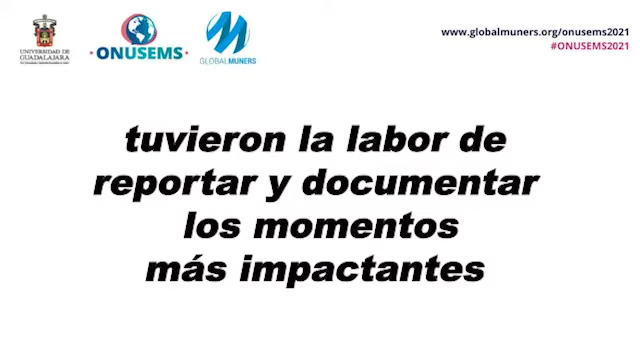 UNIVERSIDAD DE
GUADALAJARA
ONUSEMS
GLOBALMUNERS
www.globalmuners.org/onusems2021
#ONUSEMS2021
tuvieron la labor de
reportar y documentar
los momentos
más impactantes